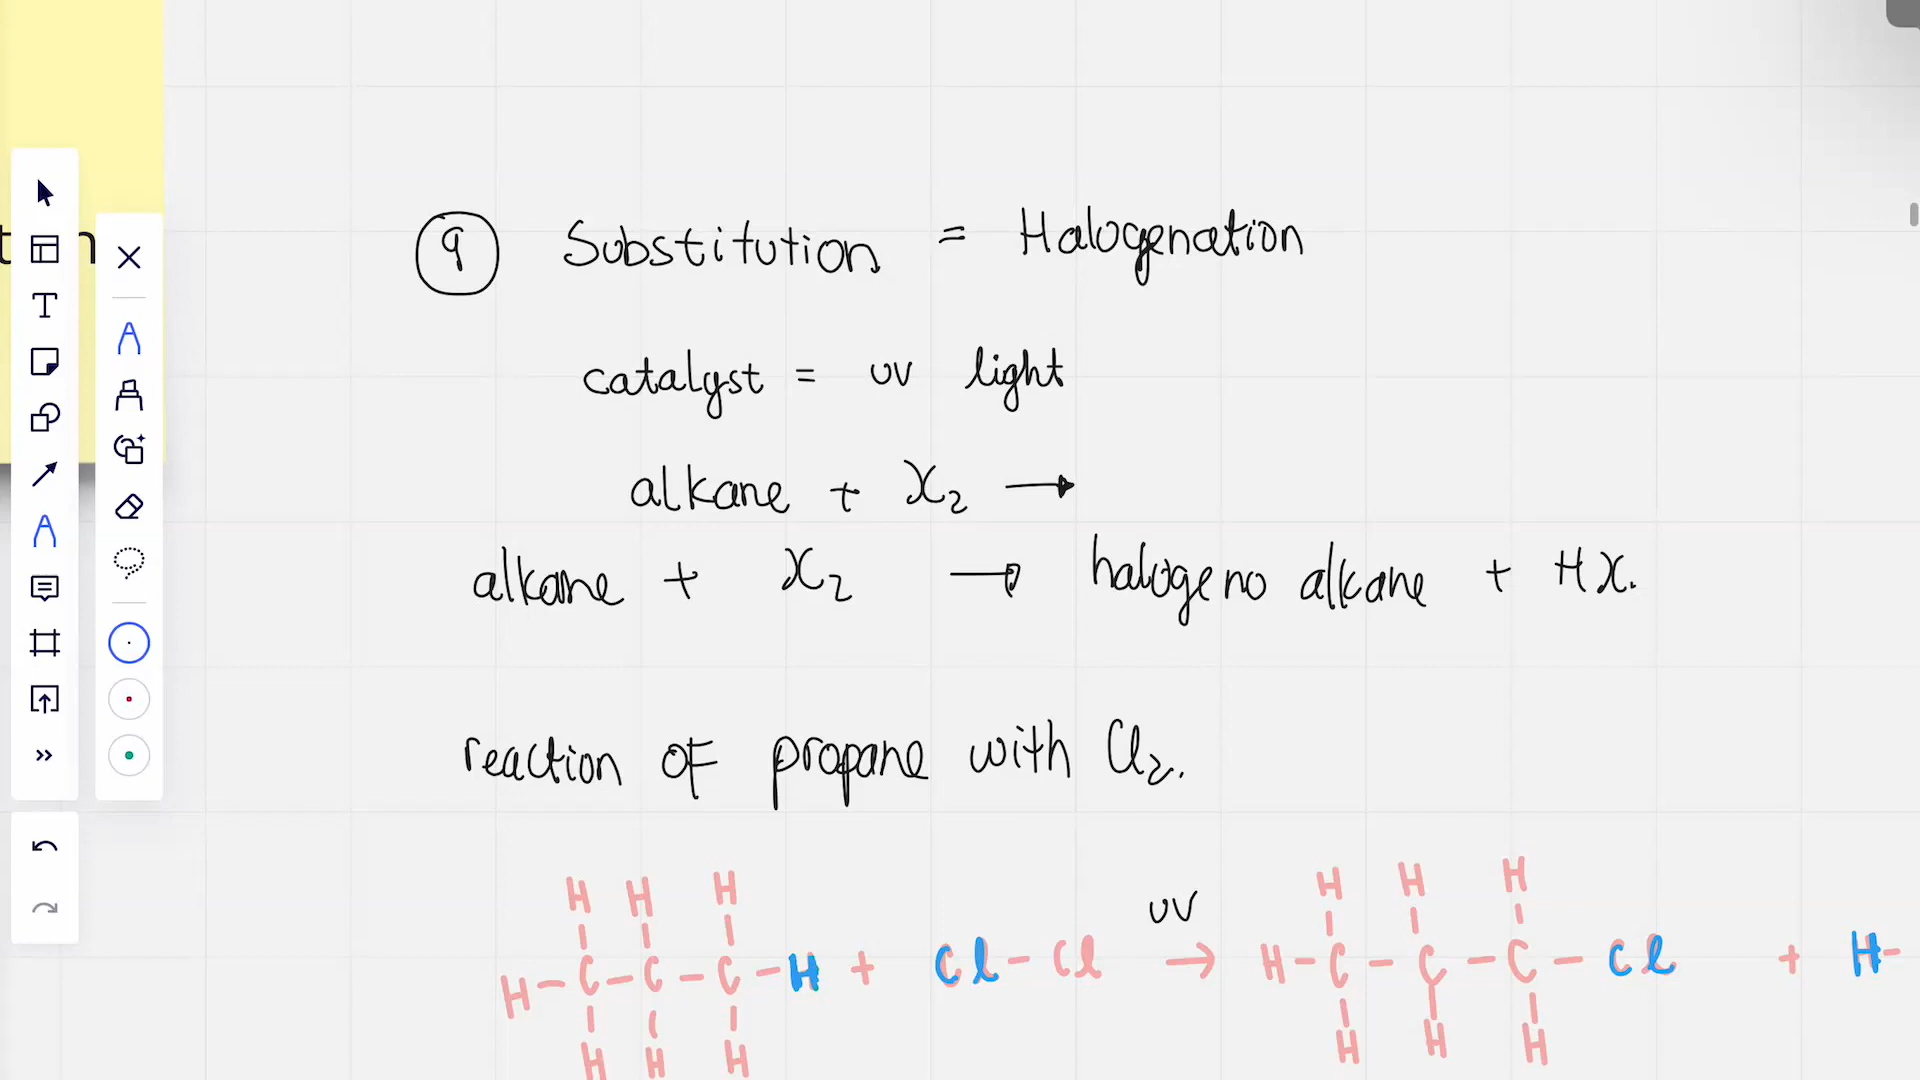 9 Substitution = Halogenation
catalyst = UV light
alkane + X2 →
alkane + X2 → halogeno alkane + HX.
reaction of propane with Cl2.
H H H UV H H H
H-C-C-C-H + Cl-Cl → H-C-C-C-Cl + H-
H H H H H H
T